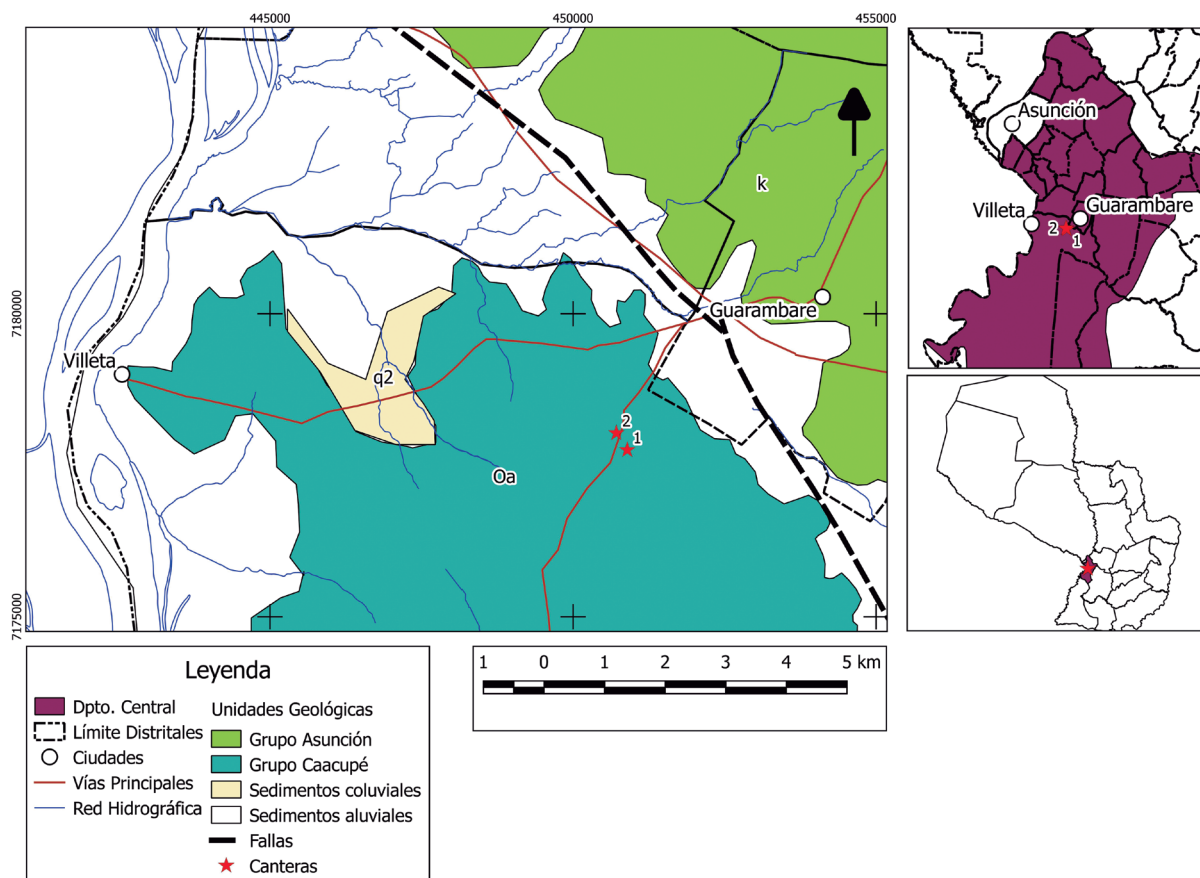 445000
450000
455000
7180000
7175000
k
Guarambare
Villeta
q2
2
1
Oa
Asunción
Villeta
Guarambare
2
1
Leyenda
Dpto. Central
Límite Distritales
Ciudades
Vías Principales
Red Hidrográfica
Unidades Geológicas
Grupo Asunción
Grupo Caacupé
Sedimentos coluviales
Sedimentos aluviales
Fallas
Canteras
1 0 1 2 3 4 5 km